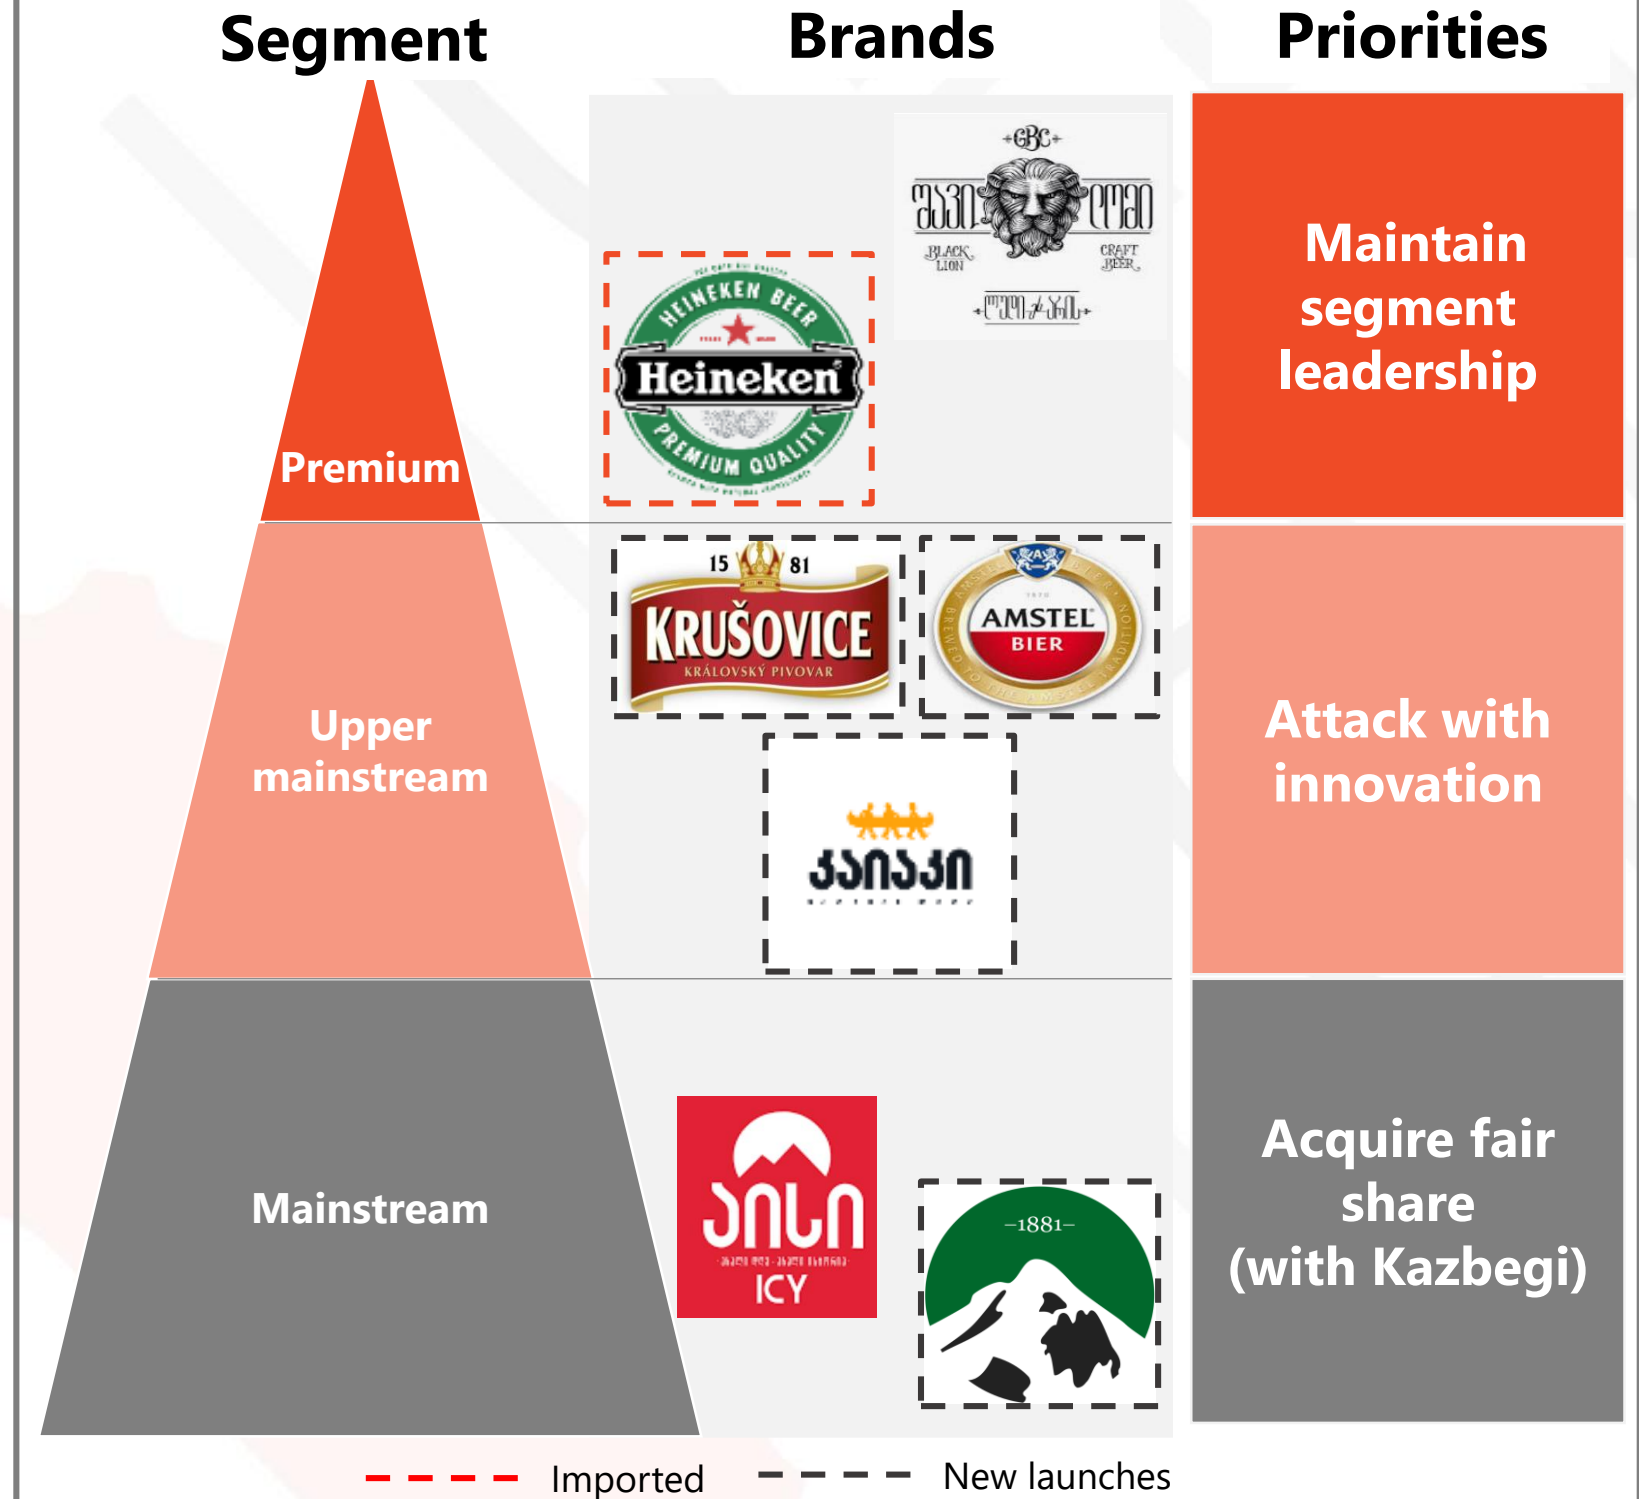 Segment
Brands
Priorities
Premium
GBC
შავი ლომი
BLACK LION
CRAFT BEER
HEINEKEN BEER
Heineken
PREMIUM QUALITY
Maintain
segment
leadership
Upper
mainstream
15 81
KRUŠOVICE
KRÁLOVSKÝ PIVOVAR
AMSTEL
BIER
კაიაკი
Attack with
innovation
Mainstream
აისი
ICY
–1881–
Acquire fair
share
(with Kazbegi)
Imported
New launches